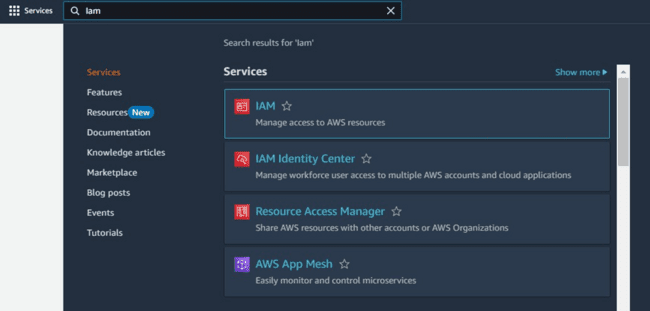 Services
Iam
Search results for 'Iam'
Services
Features
Resources New
Documentation
Knowledge articles
Marketplace
Blog posts
Events
Tutorials
Services
Show more
IAM
Manage access to AWS resources
IAM Identity Center
Manage workforce user access to multiple AWS accounts and cloud applications
Resource Access Manager
Share AWS resources with other accounts or AWS Organizations
AWS App Mesh
Easily monitor and control microservices